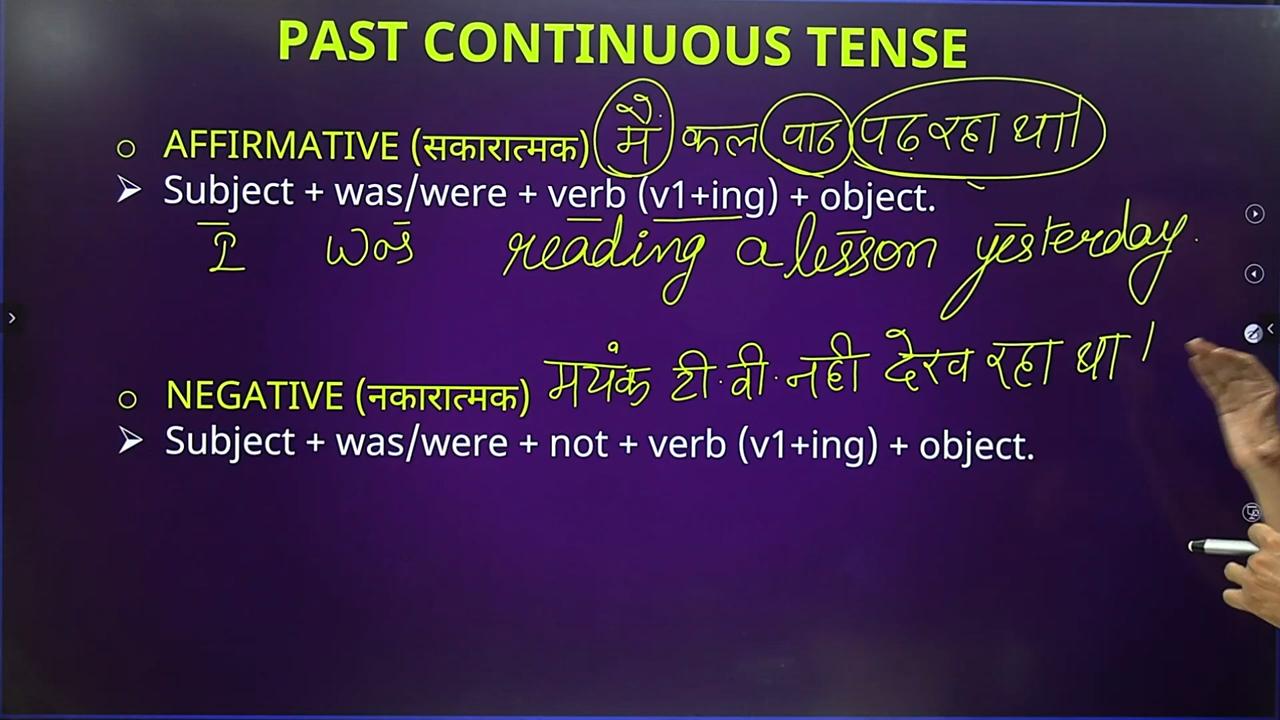 PAST CONTINUOUS TENSE
○ AFFIRMATIVE (सकारात्मक) मैं कल पाठ पढ़ रहा था।
➤ Subject + was/were + verb (v1+ing) + object.
I was reading a lesson yesterday.
○ NEGATIVE (नकारात्मक) मयंक टी.वी. नही देख रहा था।
➤ Subject + was/were + not + verb (v1+ing) + object.